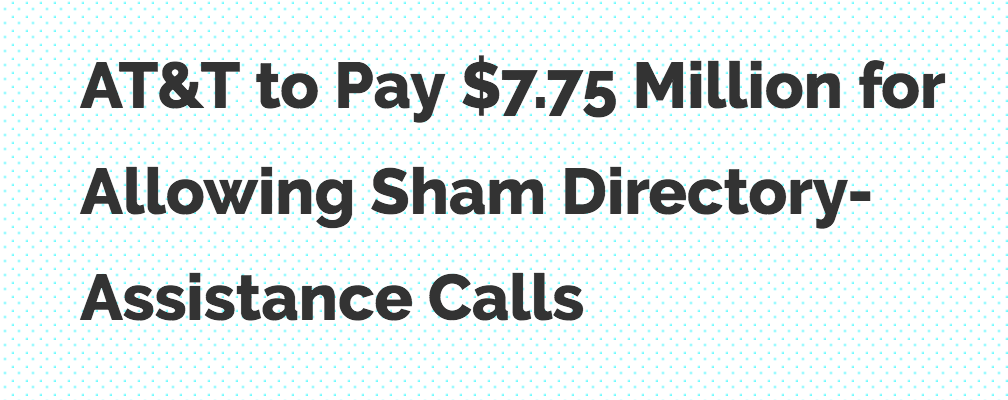 AT&T to Pay $7.75 Million for
Allowing Sham Directory-
Assistance Calls